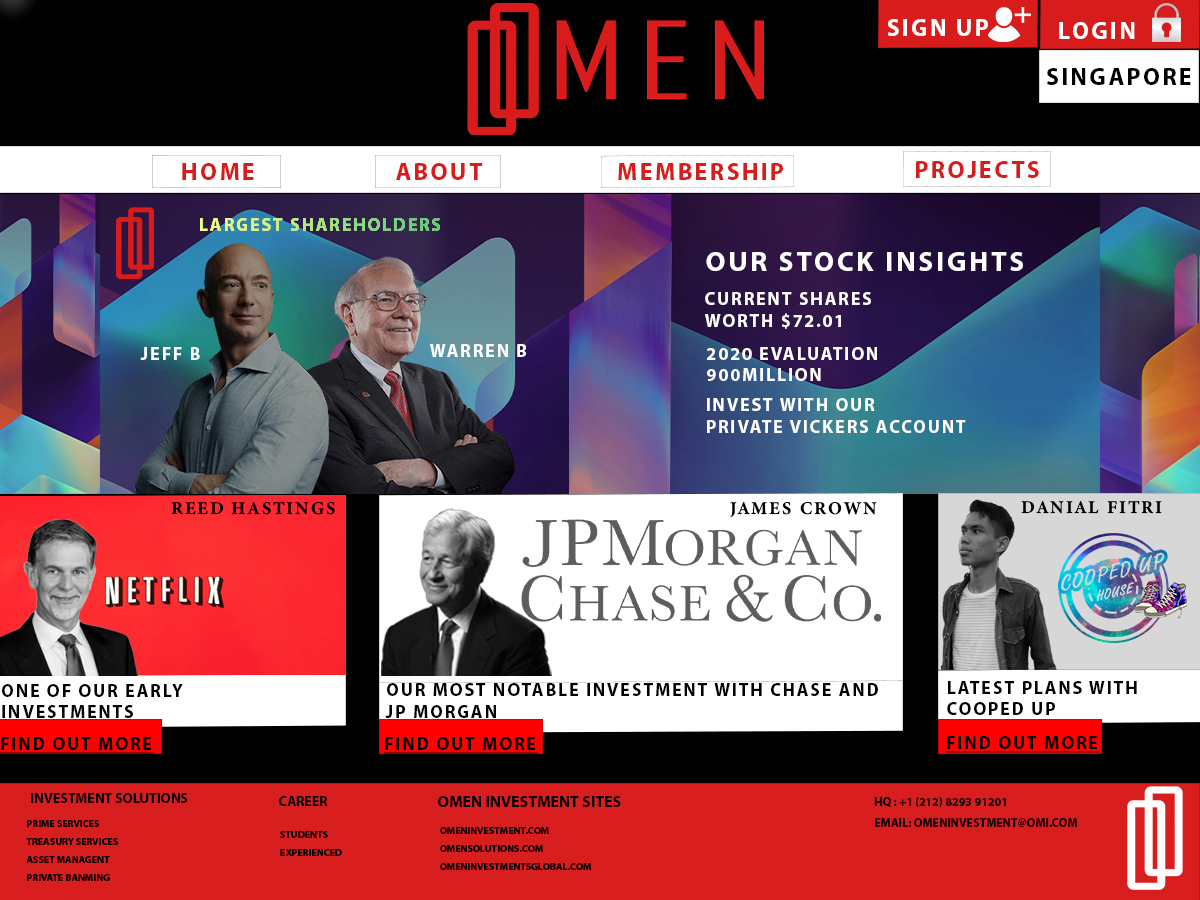 OMEN
SIGN UP
LOGIN
SINGAPORE
HOME
ABOUT
MEMBERSHIP
PROJECTS
LARGEST SHAREHOLDERS
JEFF B
WARREN B
OUR STOCK INSIGHTS
CURRENT SHARES
WORTH $72.01
2020 EVALUATION
900MILLION
INVEST WITH OUR
PRIVATE VICKERS ACCOUNT
REED HASTINGS
NETFLIX
ONE OF OUR EARLY
INVESTMENTS
FIND OUT MORE
JAMES CROWN
JPMORGAN
CHASE & CO.
OUR MOST NOTABLE INVESTMENT WITH CHASE AND
JP MORGAN
FIND OUT MORE
DANIAL FITRI
COOPED UP
HOUSE
LATEST PLANS WITH
COOPED UP
FIND OUT MORE
INVESTMENT SOLUTIONS
PRIME SERVICES
TREASURY SERVICES
ASSET MANAGENT
PRIVATE BANMING
CAREER
STUDENTS
EXPERIENCED
OMEN INVESTMENT SITES
OMENINVESTMENT.COM
OMENSOLUTIONS.COM
OMENINVESTMENTSGLOBAL.COM
HQ : +1 (212) 8293 91201
EMAIL: OMENINVESTMENT@OMI.COM